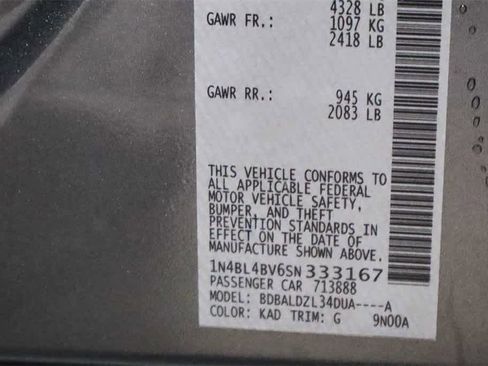 4328 LB
GAWR FR.: 1097 KG
2418 LB
GAWR RR.: 945 KG
2083 LB
THIS VEHICLE CONFORMS TO
ALL APPLICABLE FEDERAL
MOTOR VEHICLE SAFETY,
BUMPER, AND THEFT
PREVENTION STANDARDS IN
EFFECT ON THE DATE OF
MANUFACTURE SHOWN ABOVE.
1N4BL4BV6SN333167
PASSENGER CAR 713888
MODEL: BDBALDZL34DUA----A
COLOR: KAD TRIM: G 9N00A